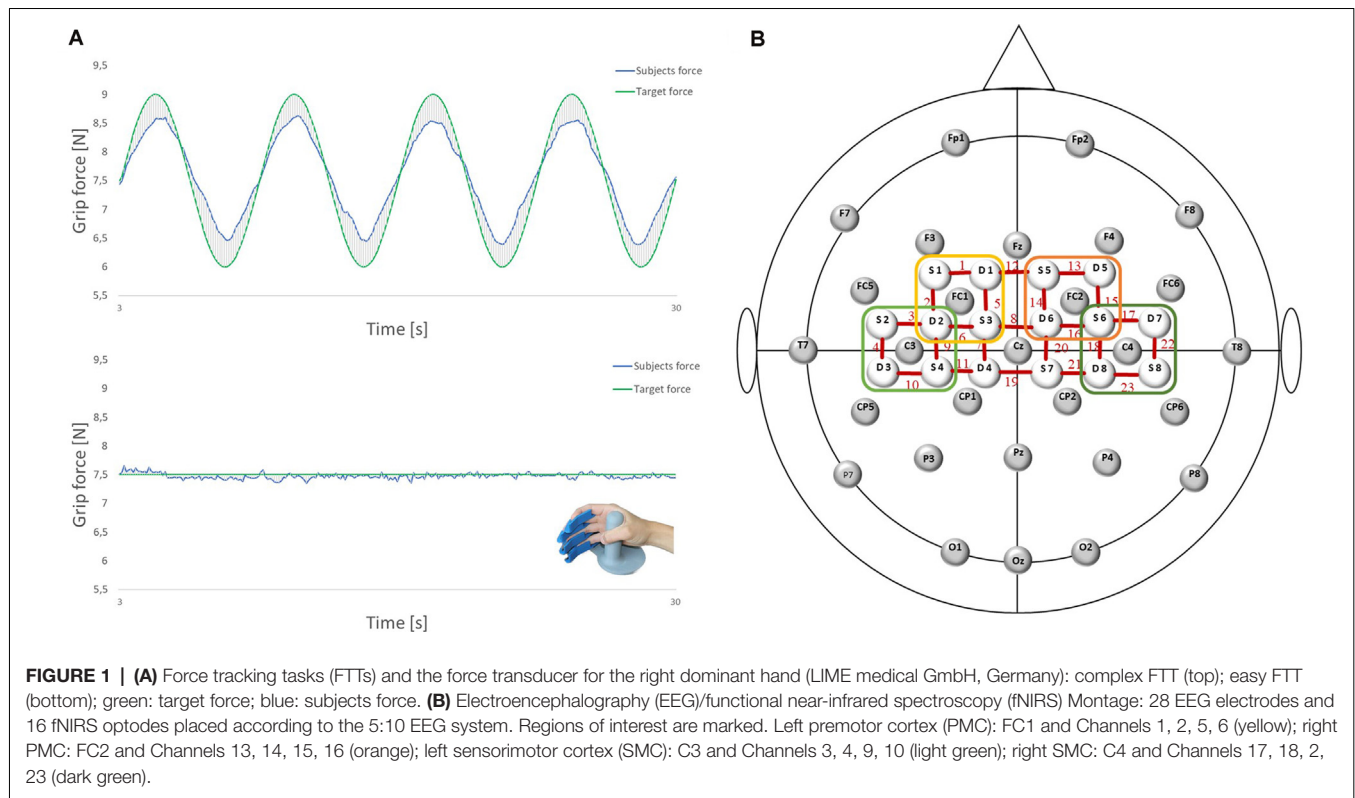 A
9,5
9
8,5
8
7,5
7
6,5
6
5,5
Grip force [N]
Subjects force
Target force
3
30
Time [s]
9,5
9
8,5
8
7,5
7
6,5
6
5,5
Grip force [N]
Subjects force
Target force
3
30
Time [s]
B
Fp1 Fp2
F7 F8
F3 Fz F4
S1 1 D1 12 S5 13 D5
FC5 2 FC1 5 14 FC2 15 FC6
S2 3 D2 6 S3 8 D6 16 S6 17 D7
T7 4 C3 9 7 Cz 20 18 C4 22 T8
D3 10 S4 11 D4 19 S7 21 D8 23 S8
CP5 CP1 CP2 CP6
P7 P3 Pz P4 P8
O1 Oz O2
FIGURE 1 | (A) Force tracking tasks (FTTs) and the force transducer for the right dominant hand (LIME medical GmbH, Germany): complex FTT (top); easy FTT
(bottom); green: target force; blue: subjects force. (B) Electroencephalography (EEG)/functional near-infrared spectroscopy (fNIRS) Montage: 28 EEG electrodes and
16 fNIRS optodes placed according to the 5:10 EEG system. Regions of interest are marked. Left premotor cortex (PMC): FC1 and Channels 1, 2, 5, 6 (yellow); right
PMC: FC2 and Channels 13, 14, 15, 16 (orange); left sensorimotor cortex (SMC): C3 and Channels 3, 4, 9, 10 (light green); right SMC: C4 and Channels 17, 18, 2,
23 (dark green).